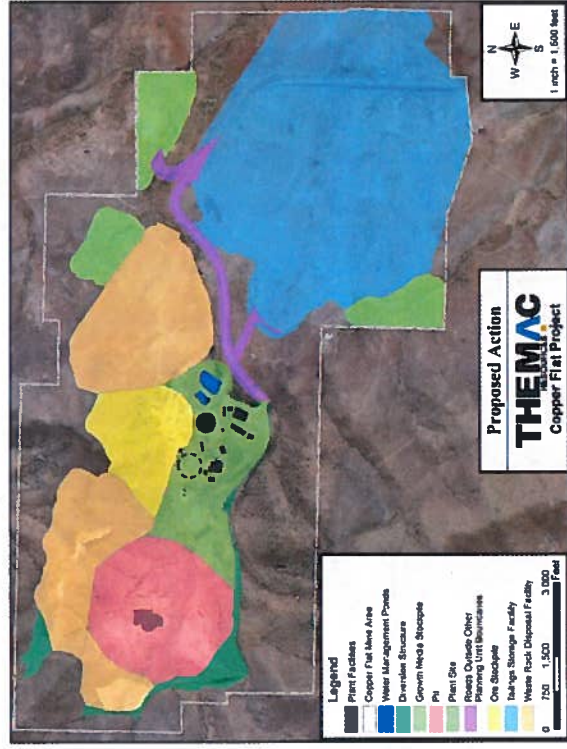 N
W E
S
1 inch = 1,500 feet
Proposed Action
THEMAC
RESOURCES
Copper Flat Project
Legend
Plant Facilities
Copper Flat Mine Area
Water Management Ponds
Diversion Structure
Growth Media Stockpile
Pit
Plant Site
Roads Outside Other
Planning Unit Boundaries
Ore Stockpile
Tailings Storage Facility
Waste Rock Disposal Facility
0 750 1,500 3,000
Feet